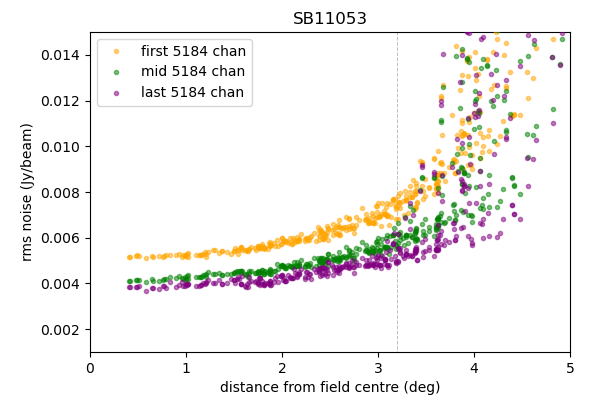 SB11053
first 5184 chan
mid 5184 chan
last 5184 chan
rms noise (Jy/beam)
0.014
0.012
0.010
0.008
0.006
0.004
0.002
0 1 2 3 4 5
distance from field centre (deg)